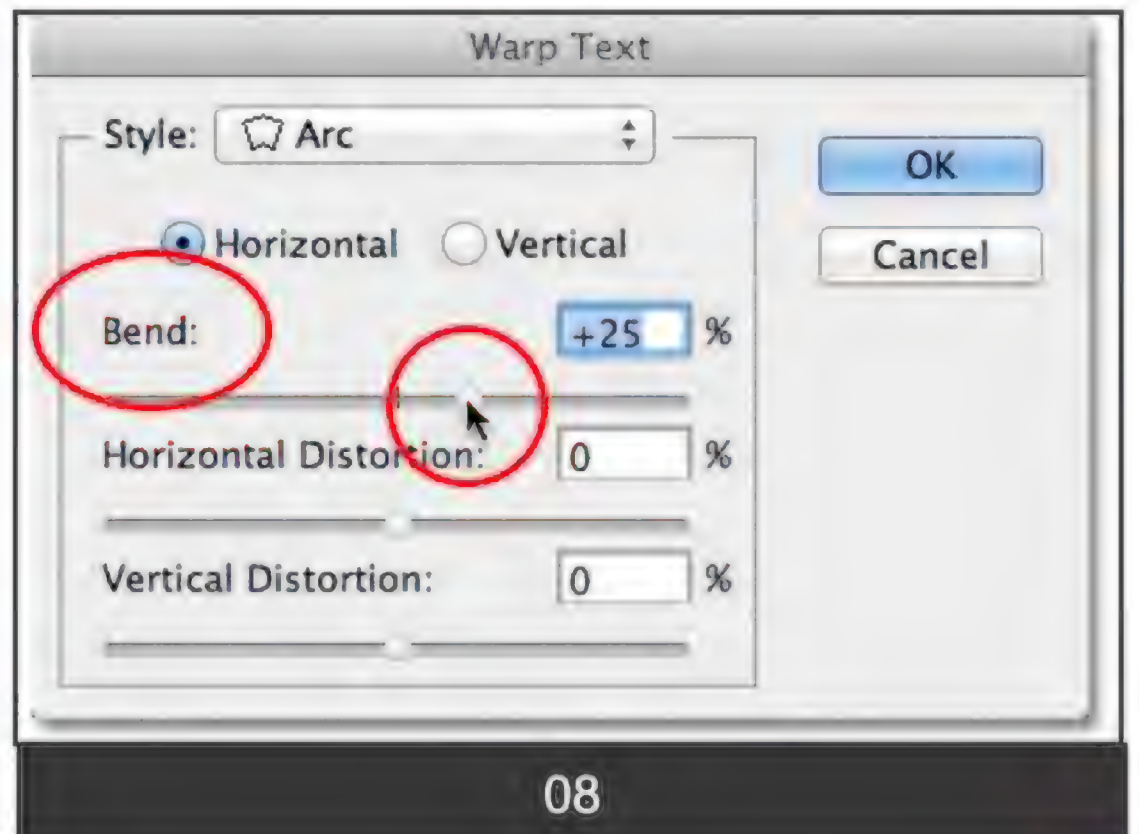 Warp Text
Style: Arc
OK
Horizontal Vertical
Cancel
Bend: +25 %
Horizontal Distortion: 0 %
Vertical Distortion: 0 %
08